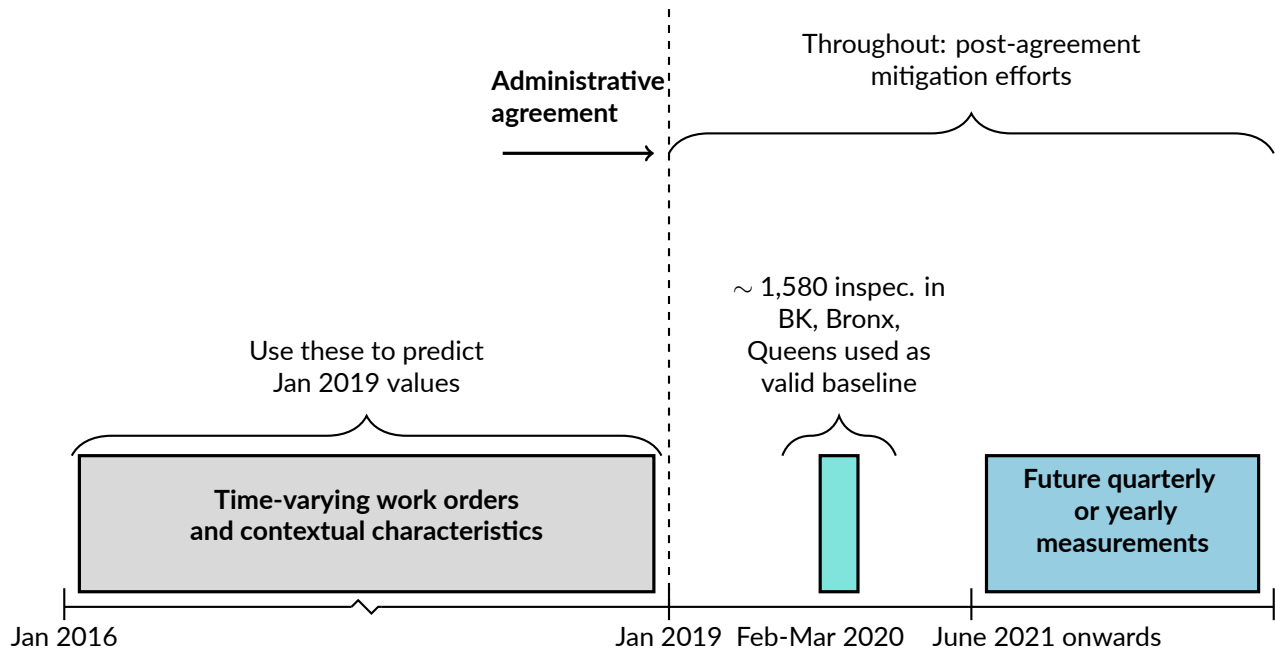 Throughout: post-agreement
mitigation efforts
Administrative
agreement
~ 1,580 inspec. in
BK, Bronx,
Queens used as
valid baseline
Use these to predict
Jan 2019 values
Time-varying work orders
and contextual characteristics
Future quarterly
or yearly
measurements
Jan 2016
Jan 2019
Feb-Mar 2020
June 2021 onwards